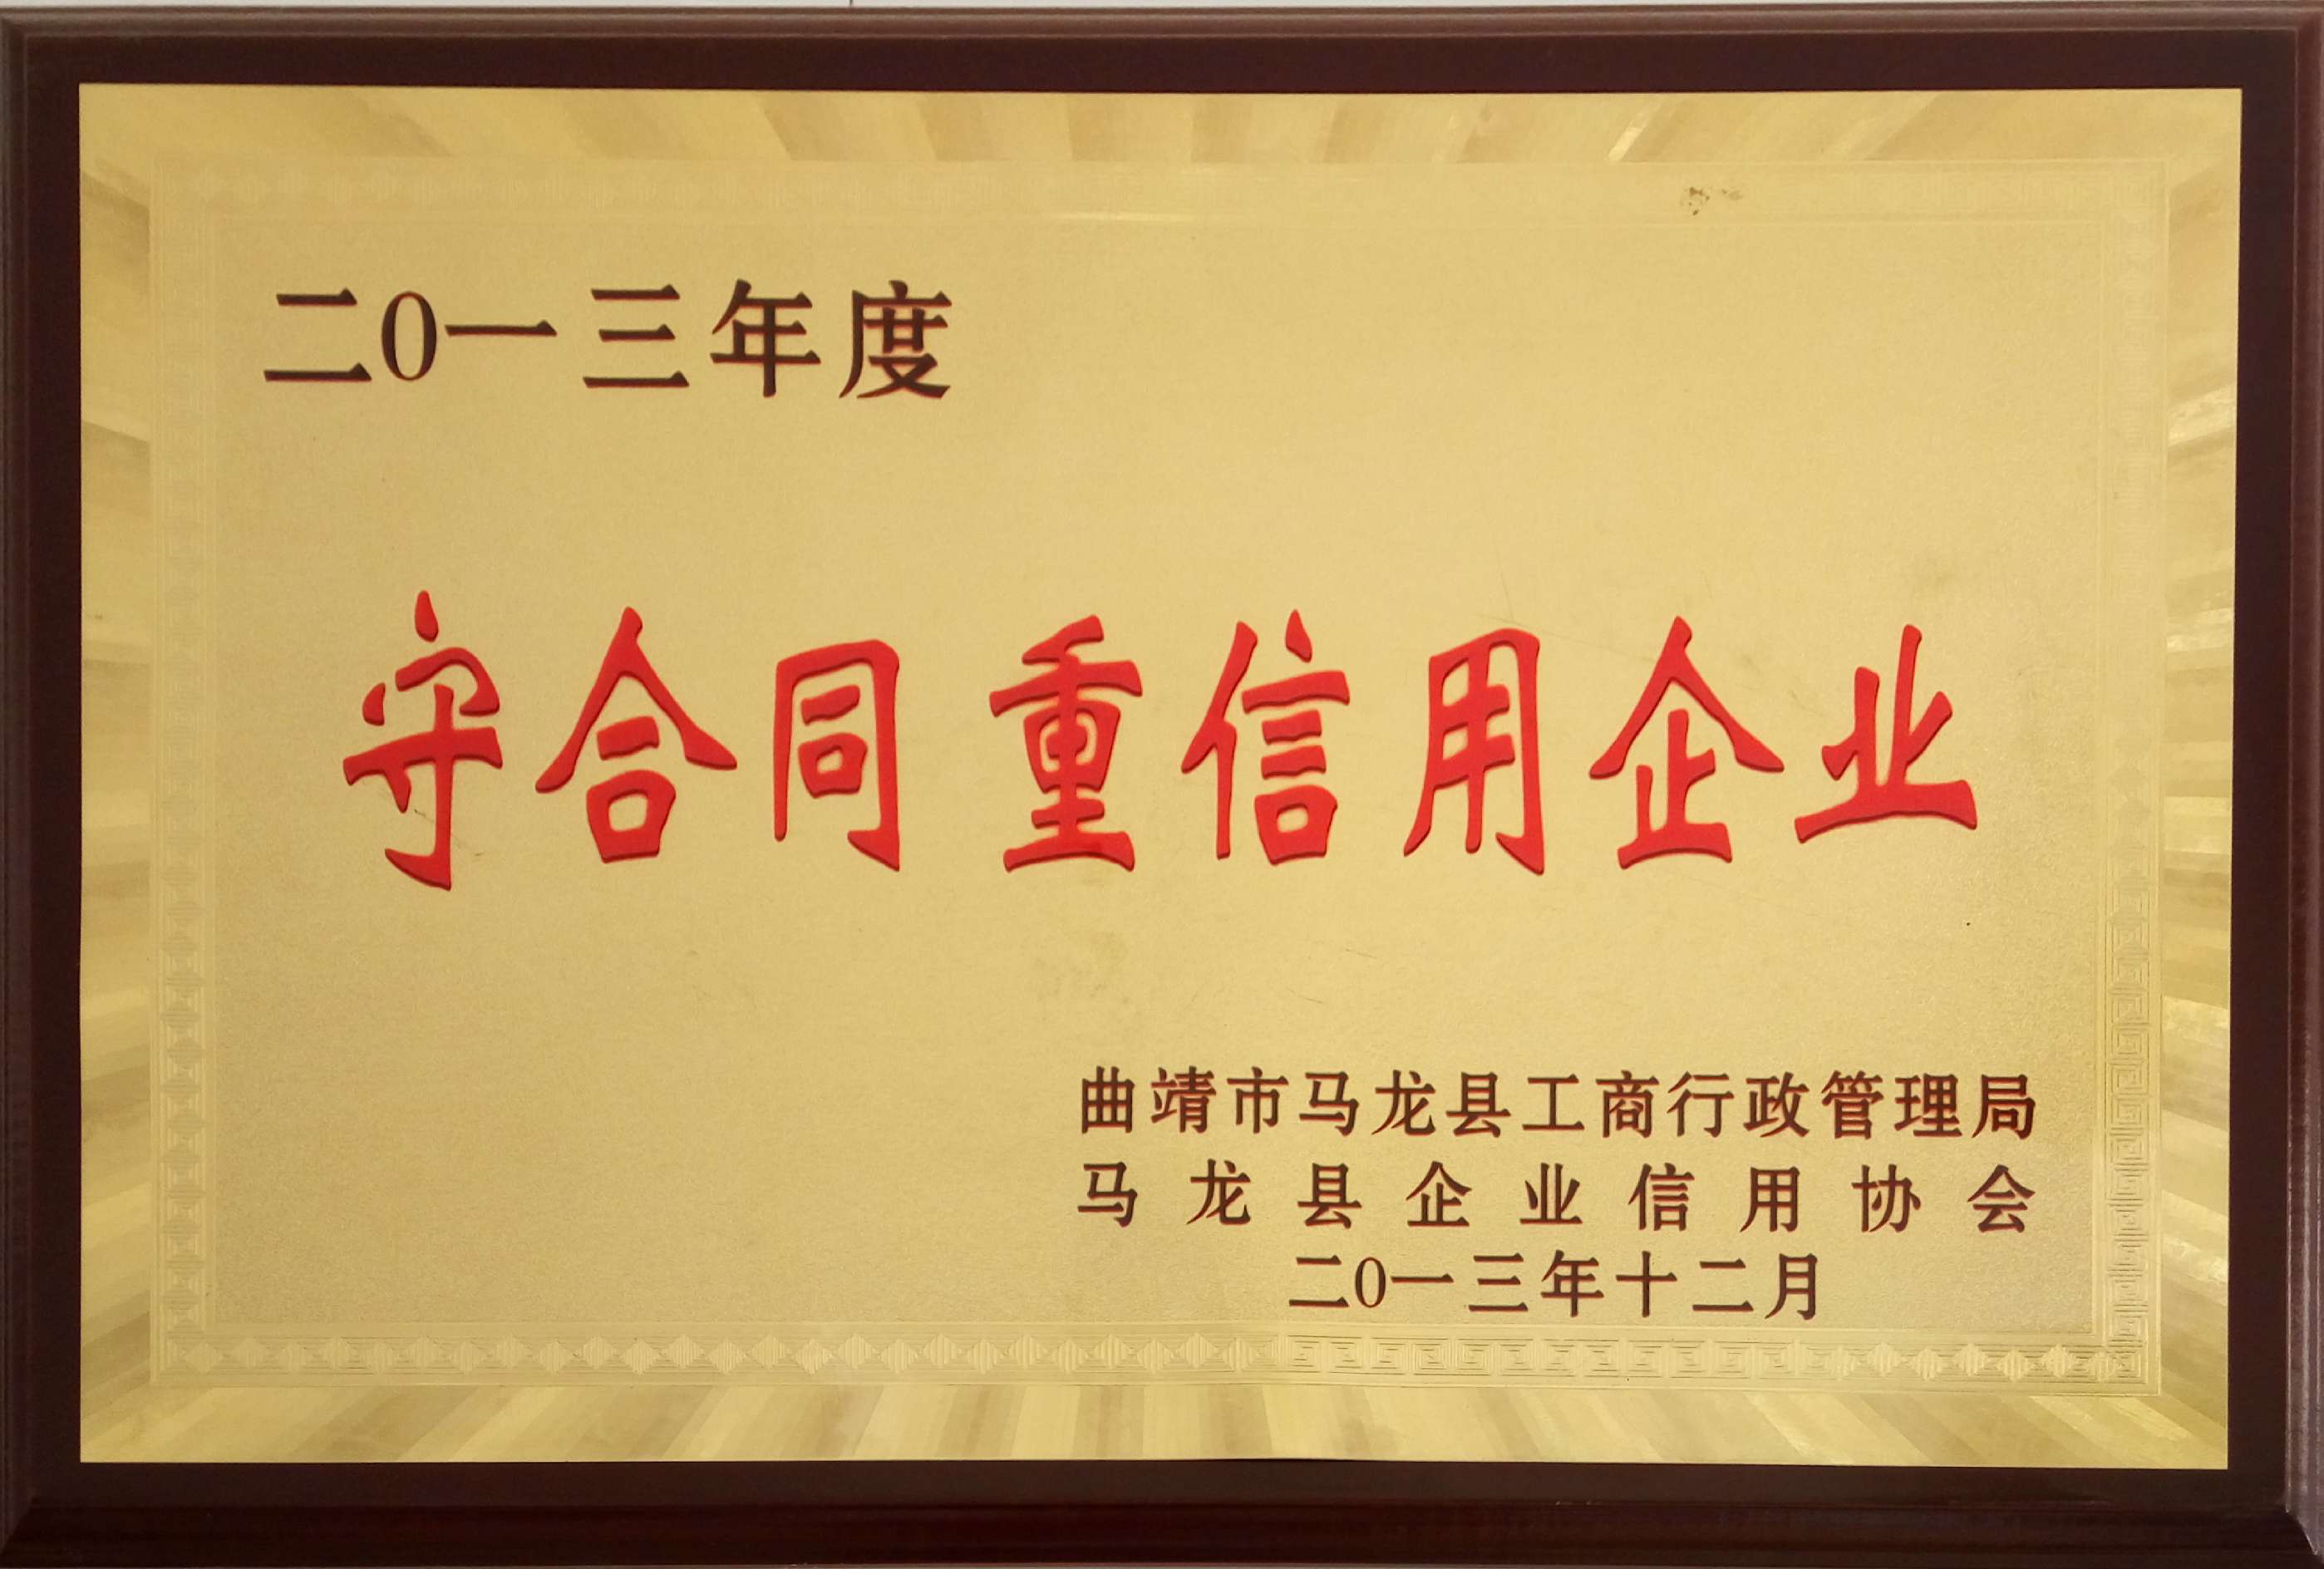 二0一三年度
守合同重信用企业
曲靖市马龙县工商行政管理局
马龙县企业信用协会
二0一三年十二月